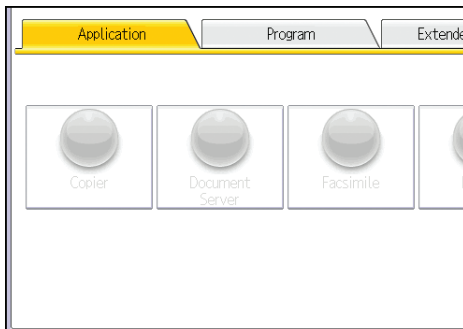 Application
Program
Extende
Copier
Document
Server
Facsimile